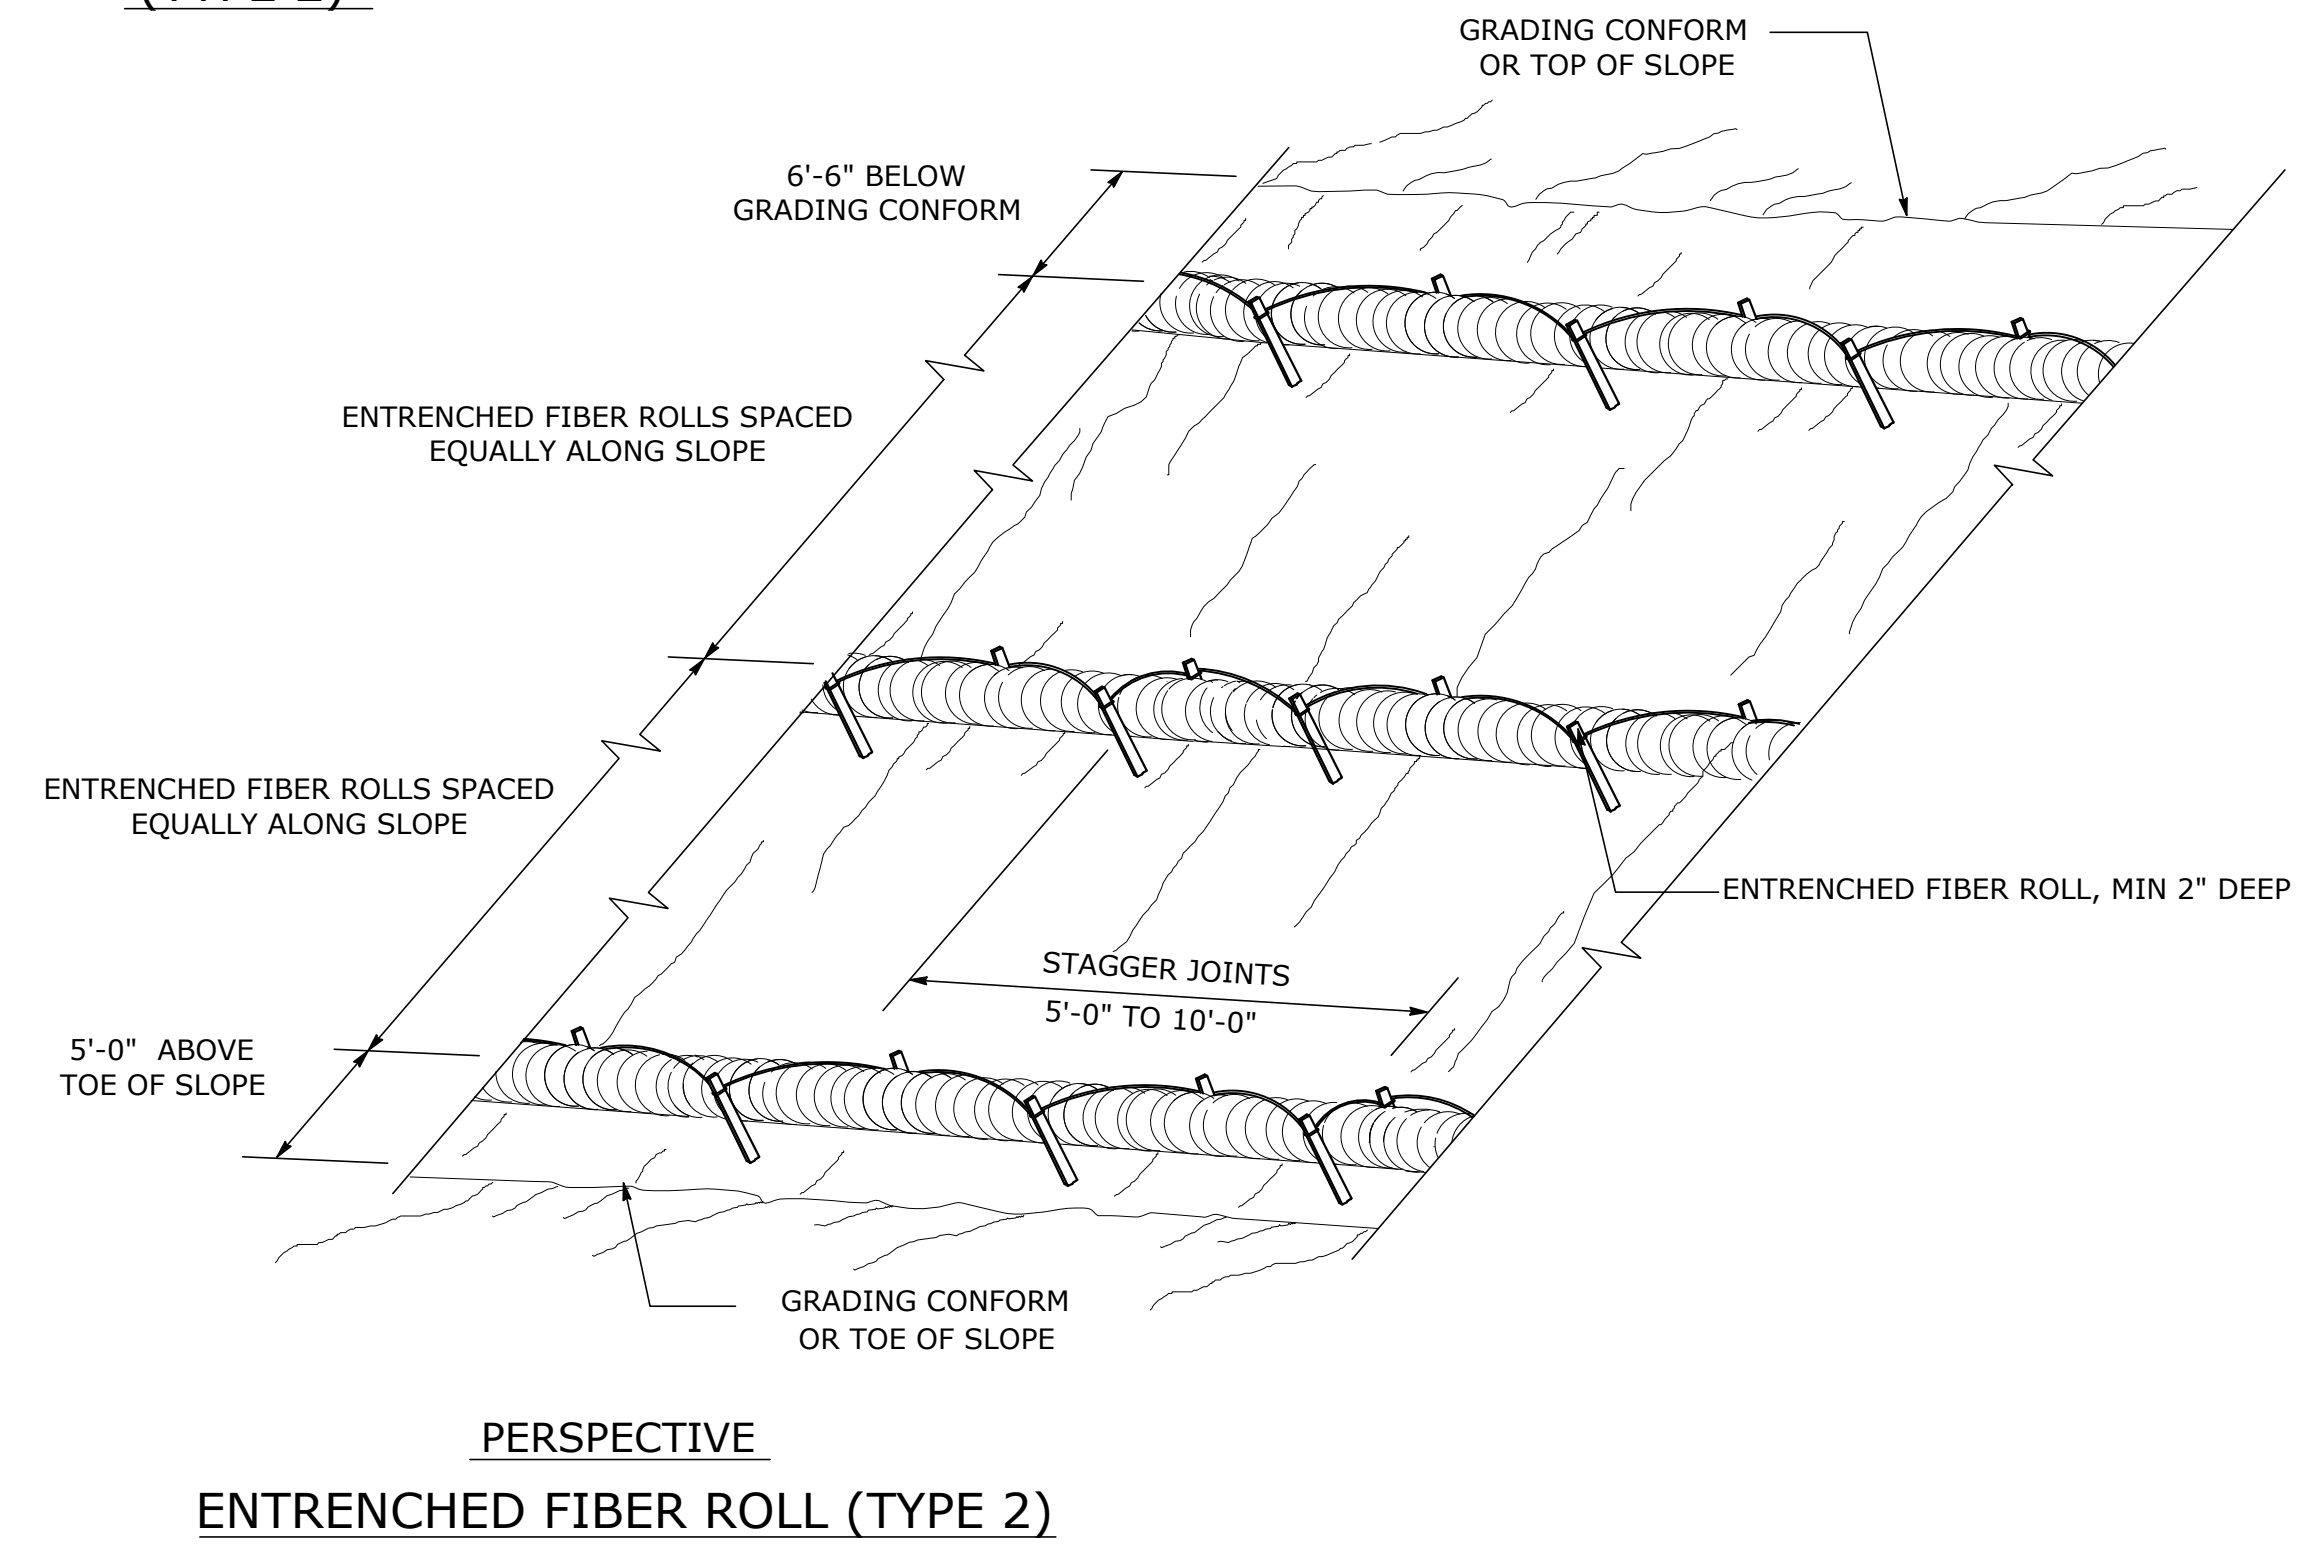 GRADING CONFORM
OR TOP OF SLOPE
6'-6" BELOW
GRADING CONFORM
ENTRENCHED FIBER ROLLS SPACED
EQUALLY ALONG SLOPE
ENTRENCHED FIBER ROLLS SPACED
EQUALLY ALONG SLOPE
ENTRENCHED FIBER ROLL, MIN 2" DEEP
STAGGER JOINTS
5'-0" TO 10'-0"
5'-0" ABOVE
TOE OF SLOPE
GRADING CONFORM
OR TOE OF SLOPE
PERSPECTIVE
ENTRENCHED FIBER ROLL (TYPE 2)